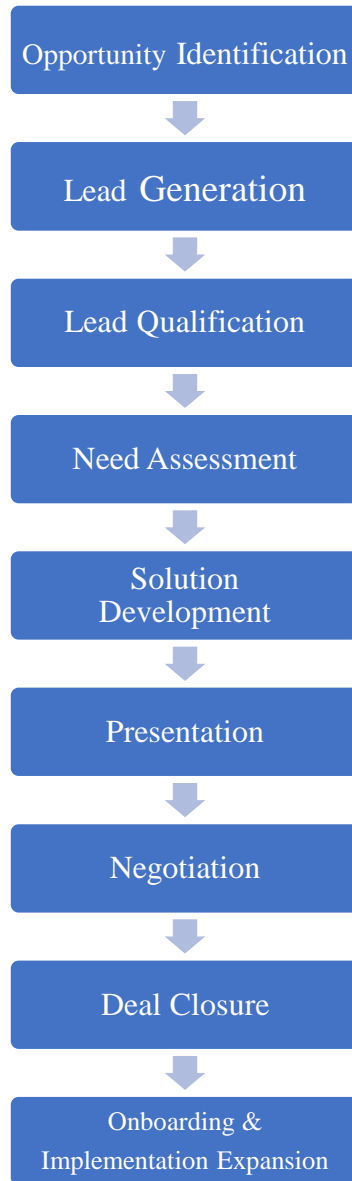 Opportunity Identification
Lead Generation
Lead Qualification
Need Assessment
Solution
Development
Presentation
Negotiation
Deal Closure
Onboarding &
Implementation Expansion